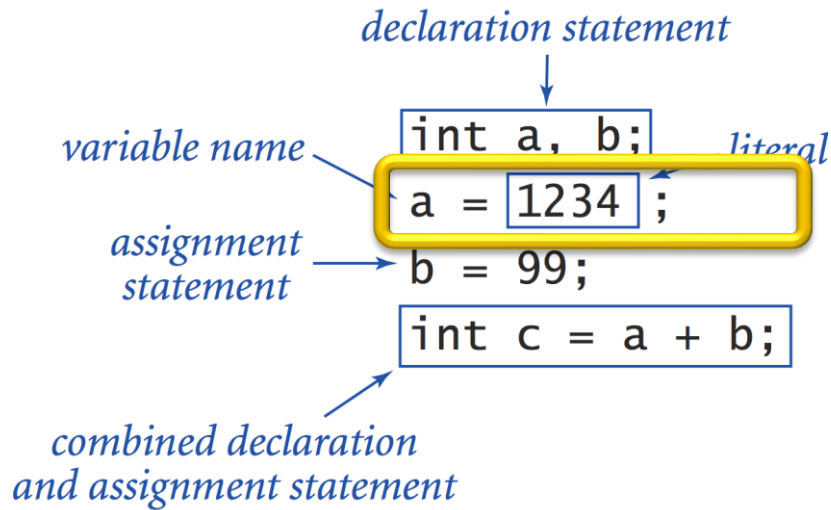 declaration statement
int a, b;
variable name
literal
a = 1234 ;
assignment
statement
b = 99;
int c = a + b;
combined declaration
and assignment statement